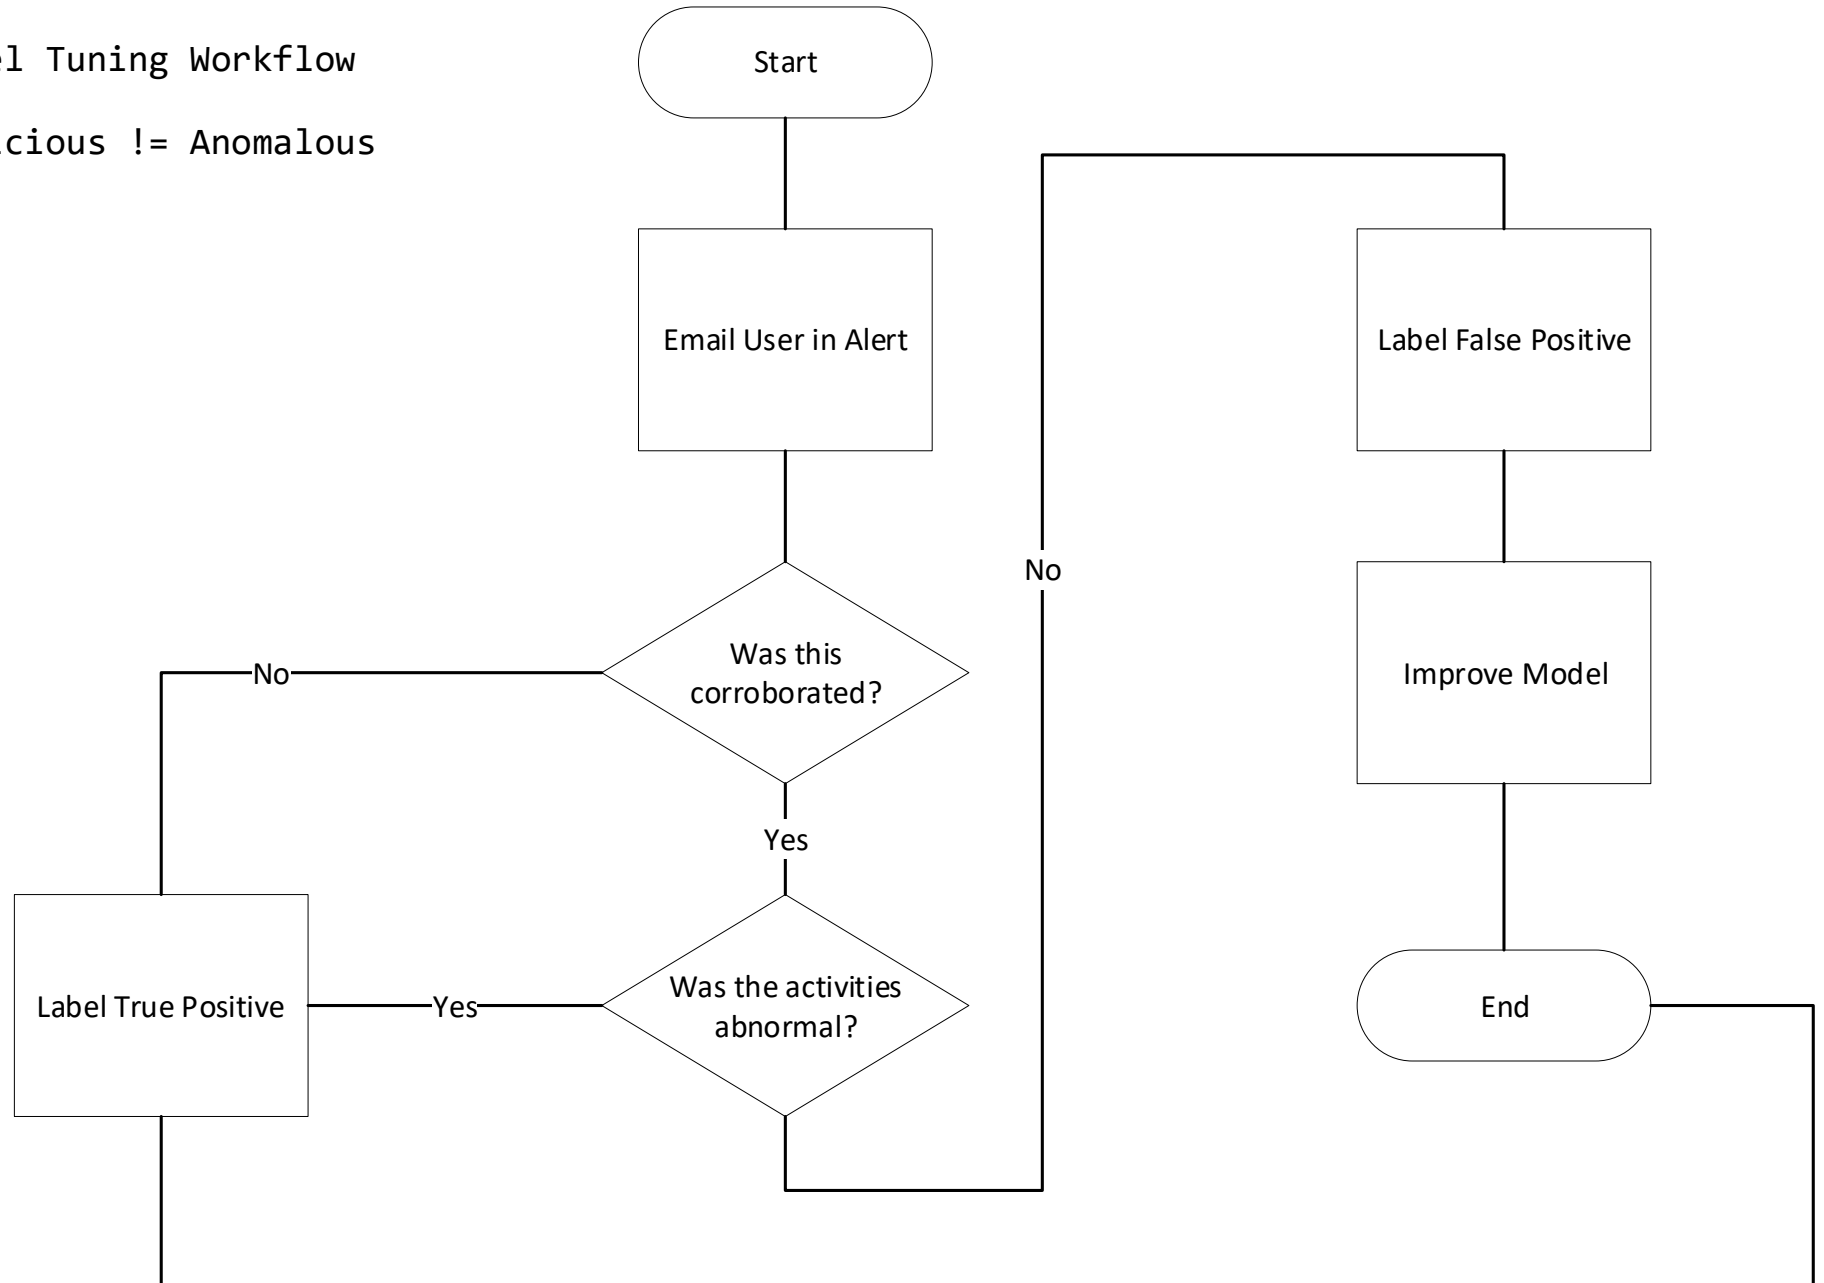 Tuning Workflow
!= Anomalous
Start
Email User in Alert
Was this
corroborated?
No
Yes
Label True Positive
Yes
Was the activities
abnormal?
No
Label False Positive
Improve Model
End